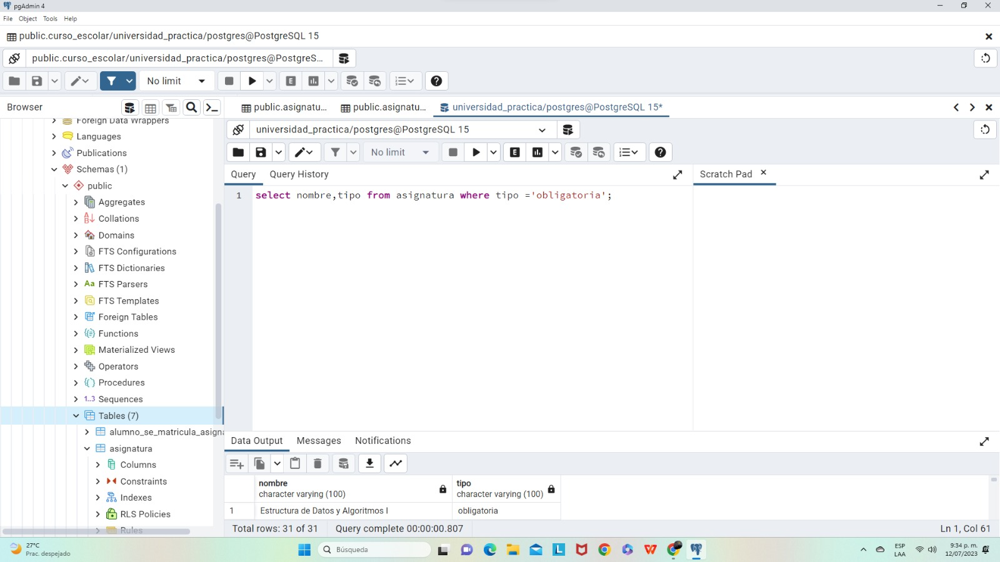 pgAdmin 4
File Object Tools Help
public.curso_escolar/universidad_practica/postgres@PostgreSQL 15
public.curso_escolar/universidad_practica/postgres@PostgreS...
No limit
Browser
public.asignatu... public.asignatu... universidad_practica/postgres@PostgreSQL 15*
Foreign Data Wrappers
Languages
Publications
Schemas (1)
public
Aggregates
Collations
Domains
FTS Configurations
FTS Dictionaries
Aa FTS Parsers
FTS Templates
Foreign Tables
Functions
Materialized Views
Operators
Procedures
1..3 Sequences
Tables (7)
alumno_se_matricula_asigna
asignatura
Columns
Constraints
Indexes
RLS Policies
Rules
universidad_practica/postgres@PostgreSQL 15
No limit
Query Query History
Scratch Pad
1 select nombre,tipo from asignatura where tipo ='obligatoria';
Data Output Messages Notifications
nombre tipo
character varying (100) character varying (100)
1 Estructura de Datos y Algoritmos I obligatoria
Total rows: 31 of 31 Query complete 00:00:00.807 Ln 1, Col 61
27°C
Prac. despejado
Búsqueda
ESP
LAA
9:34 p. m.
12/07/2023